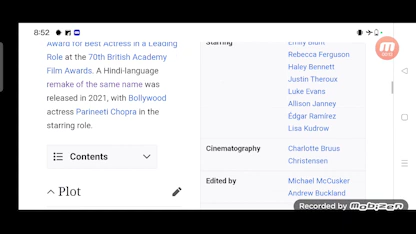 8:52
Award for Best Actress in a Leading
Role at the 70th British Academy
Film Awards. A Hindi-language
remake of the same name was
released in 2021, with Bollywood
actress Parineeti Chopra in the
starring role.
Contents
Plot
Starring
Emily Blunt
Rebecca Ferguson
Haley Bennett
Justin Theroux
Luke Evans
Allison Janney
Édgar Ramírez
Lisa Kudrow
Cinematography
Charlotte Bruus
Christensen
Edited by
Michael McCusker
Andrew Buckland
Recorded by Mobizen